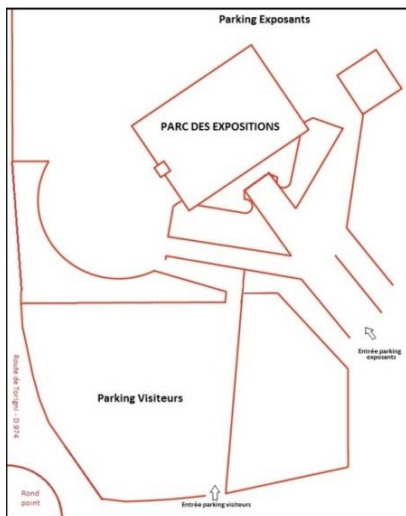 Parking Exposants
PARC DES EXPOSITIONS
Entrée parking
exposants
Route de Torigni - D 974
Parking Visiteurs
Rond
point
Entrée parking visiteurs